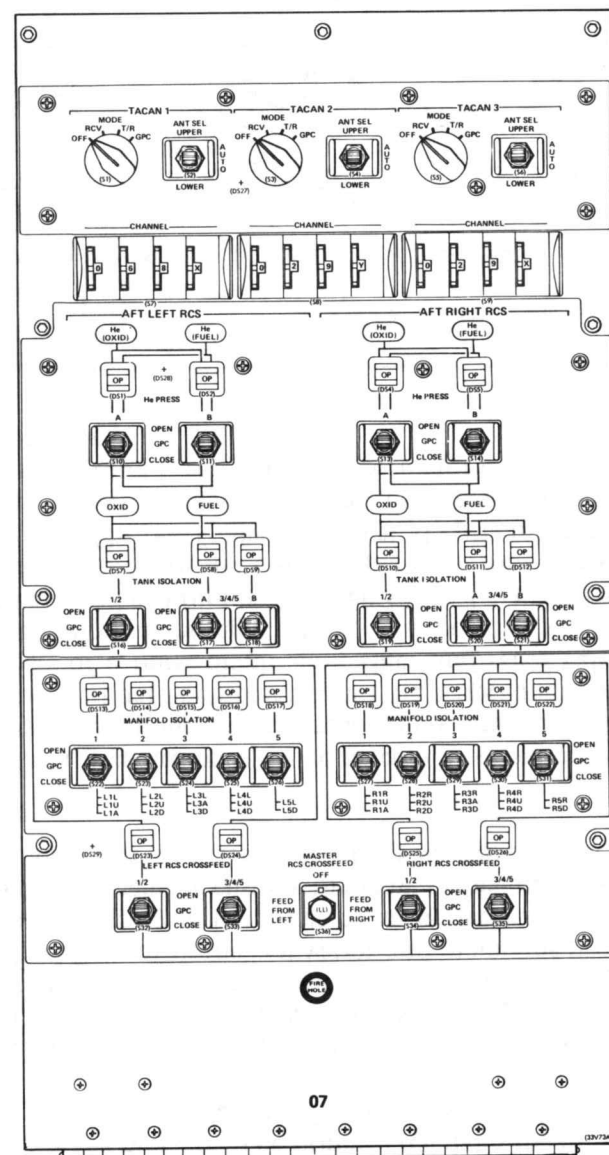 TACAN 1 TACAN 2 TACAN 3
MODE ANT SEL MODE ANT SEL MODE ANT SEL
RCV T/R UPPER RCV T/R UPPER RCV T/R UPPER
OFF GPC AUTO OFF GPC AUTO OFF GPC AUTO
(S1) (S2) (S3) (S4) (S5) (S6)
LOWER (DS27) LOWER LOWER
CHANNEL CHANNEL CHANNEL
0 6 8 X 0 2 9 Y 0 2 9 X
(S7) (S8) (S9)
AFT LEFT RCS AFT RIGHT RCS
He (OXID) He (FUEL) He (OXID) He (FUEL)
OP OP OP OP
(DS1) (DS28) (DS4) (DS5)
He PRESS He PRESS
A B A B
OPEN OPEN
GPC GPC
CLOSE CLOSE
(S10) (S11) (S13) (S14)
OXID FUEL OXID FUEL
OP OP OP OP OP OP
(DS7) (DS8) (DS9) (DS10) (DS11) (DS12)
TANK ISOLATION TANK ISOLATION
1/2 A 3/4/5 B 1/2 A 3/4/5 B
OPEN OPEN
GPC GPC
CLOSE CLOSE
(S16) (S17) (S18) (S19) (S20) (S21)
OP OP OP OP OP OP OP OP OP OP
(DS13) (DS14) (DS15) (DS16) (DS17) (DS18) (DS19) (DS20) (DS21) (DS22)
MANIFOLD ISOLATION MANIFOLD ISOLATION
1 2 3 4 5 1 2 3 4 5
OPEN OPEN
GPC GPC
CLOSE CLOSE
(S22) (S23) (S24) (S25) (S26) (S27) (S28) (S29) (S30) (S31)
L1L L2L L3L L4L R1R R2R R3R R4R
L1U L2U L3A L4U L5L R1U R2U R3A R4U R5R
L1A L2D L3D L4D L5D R1A R2D R3D R4D R5D
OP OP OP OP
(DS29) (DS23) (DS24) (DS25) (DS26)
LEFT RCS CROSSFEED MASTER RCS CROSSFEED RIGHT RCS CROSSFEED
1/2 3/4/5 OFF 1/2 3/4/5
OPEN FEED FROM LEFT FEED FROM RIGHT OPEN
GPC GPC
CLOSE CLOSE
(S32) (S33) (S36) (S34) (S35)
FIRE
HOLE
07